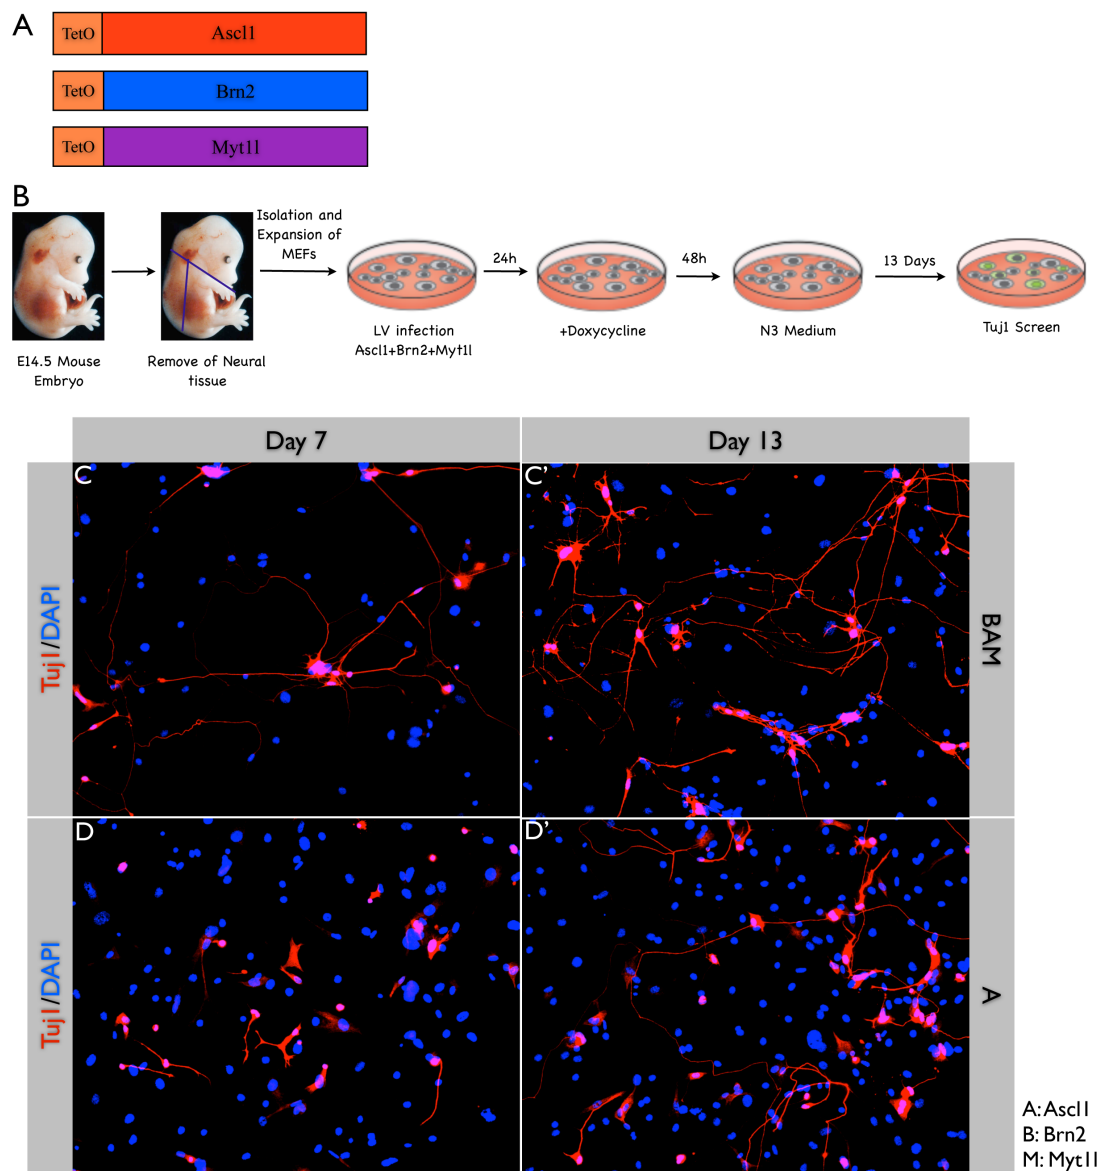 A
TetO
Ascl1
TetO
Brn2
TetO
Myt1l
B
Isolation and
Expansion of
MEFs
24h
48h
13 Days
E14.5 Mouse
Embryo
Remove of Neural
tissue
LV infection
Ascl1+Brn2+Myt1l
+Doxycycline
N3 Medium
Tuj1 Screen
Day 7
Day 13
Tuj1/DAPI
C
C'
BAM
Tuj1/DAPI
D
D'
A
A: Ascl1
B: Brn2
M: Myt1l